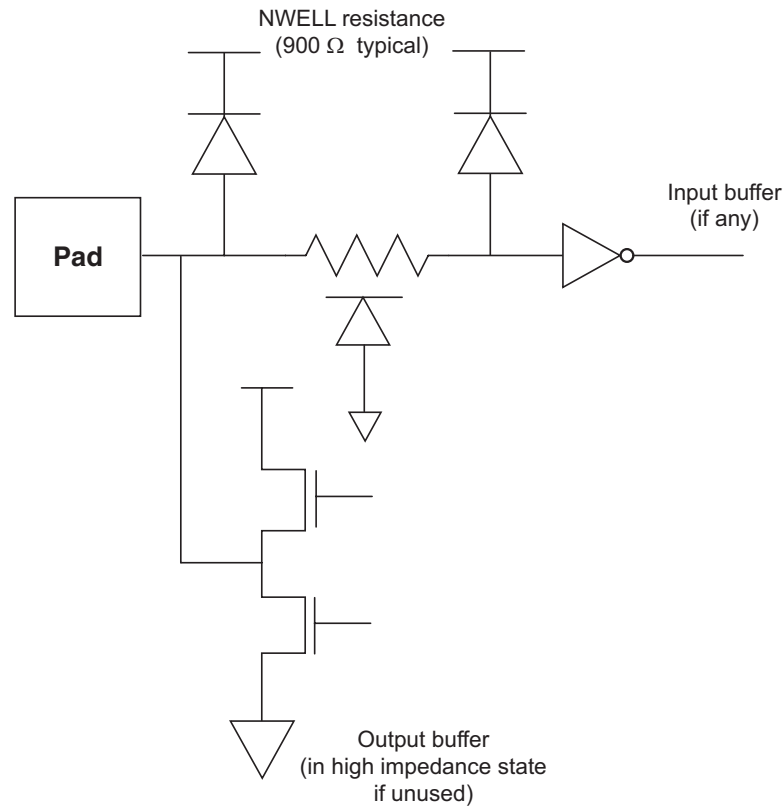 NWELL resistance
(900 Ω typical)
Input buffer
(if any)
Pad
Output buffer
(in high impedance state
if unused)